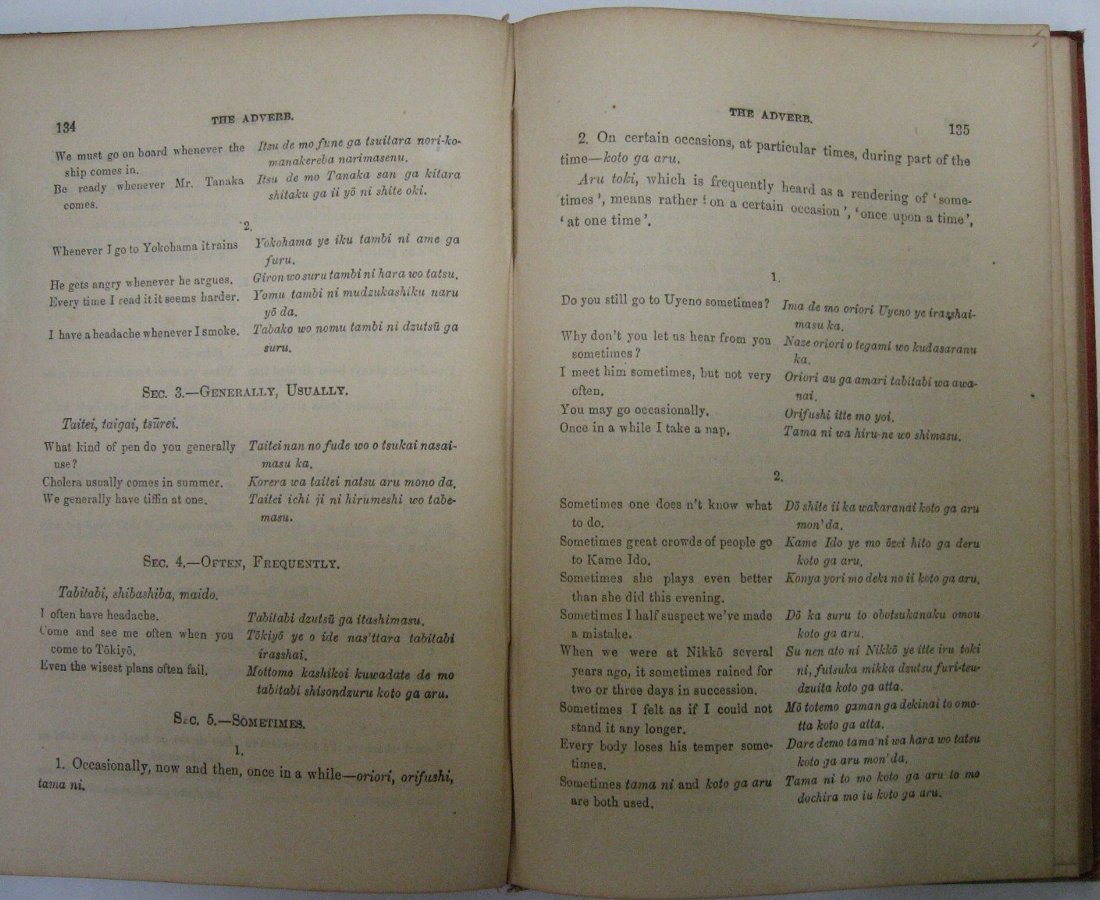 134
THE ADVERB.
We must go on board whenever the
ship comes in.
Itsu de mo fune ga tsuitara nori-ko-
manakereba narimasenu.
Be ready whenever Mr. Tanaka
comes.
Itsu de mo Tanaka san ga kitara
shitaku ga ii yō ni shite oki.
2.
Whenever I go to Yokohama it rains
Yokohama ye iku tambi ni ame ga
furu.
He gets angry whenever he argues.
Giron wo suru tambi ni hara wo tatsu.
Every time I read it it seems harder.
Yomu tambi ni mudzukashiku naru
yō da.
I have a headache whenever I smoke.
Tabako wo nomu tambi ni dzutsū ga
suru.
SEC. 3.—GENERALLY, USUALLY.
Taitei, taigai, tsūrei.
What kind of pen do you generally
use?
Taitei nan no fude wo o tsukai nasai-
masu ka.
Cholera usually comes in summer.
Korera wa taitei natsu aru mono da.
We generally have tiffin at one.
Taitei ichi ji ni hirumeshi wo tabe-
masu.
SEC. 4.—OFTEN, FREQUENTLY.
Tabitabi, shibashiba, maido.
I often have headache.
Tabitabi dzutsū ga itashimasu.
Come and see me often when you
come to Tōkiyō.
Tōkiyō ye o ide nas'ttara tabitabi
irasshai.
Even the wisest plans often fail.
Mottomo kashikoi kuwadate de mo
tabitabi shisondzuru koto ga aru.
SEC. 5.—SOMETIMES.
1.
1. Occasionally, now and then, once in a while—oriori, orifushi,
tama ni.
THE ADVERB.
135
2. On certain occasions, at particular times, during part of the
time—koto ga aru.
Aru toki, which is frequently heard as a rendering of 'some-
times', means rather 'on a certain occasion', 'once upon a time',
'at one time'.
1.
Do you still go to Uyeno sometimes?
Ima de mo oriori Uyeno ye irasshai-
masu ka.
Why don't you let us hear from you
sometimes?
Naze oriori o tegami wo kudasaranu
ka.
I meet him sometimes, but not very
often.
Oriori au ga amari tabitabi wa awa-
nai.
You may go occasionally.
Orifushi itte mo yoi.
Once in a while I take a nap.
Tama ni wa hiru-ne wo shimasu.
2.
Sometimes one does n't know what
to do.
Dō shite ii ka wakaranai koto ga aru
mon' da.
Sometimes great crowds of people go
to Kame Ido.
Kame Ido ye mo ōzei hito ga deru
koto ga aru.
Sometimes she plays even better
than she did this evening.
Konya yori mo deki no ii koto ga aru.
Sometimes I half suspect we've made
a mistake.
Dō ka suru to obotsukanaku omou
koto ga aru.
When we were at Nikkō several
years ago, it sometimes rained for
two or three days in succession.
Su nen ato ni Nikkō ye itte iru toki
ni, futsuka mikka dzutsu furi-tsu-
dzuita koto ga atta.
Sometimes I felt as if I could not
stand it any longer.
Mō totemo gaman ga dekinai to omo-
tta koto ga atta.
Every body loses his temper some-
times.
Dare demo tama ni wa hara wo tatsu
koto ga aru mon' da.
Sometimes tama ni and koto ga aru
are both used.
Tama ni to mo koto ga aru to mo
dochira mo iu koto ga aru.